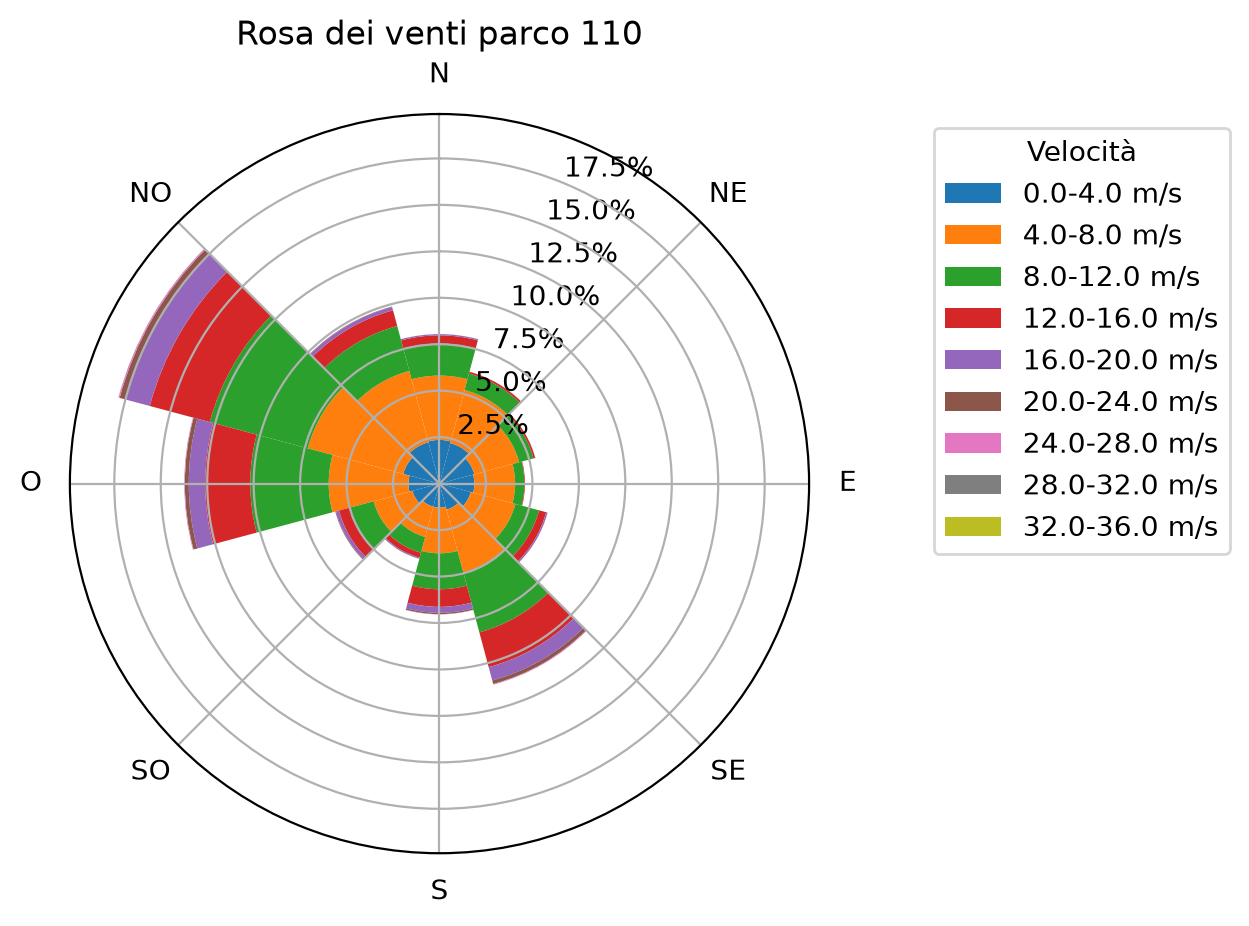 Rosa dei venti parco 110
N
NO
NE
17.5%
15.0%
12.5%
10.0%
7.5%
5.0%
2.5%
O
E
SO
SE
S
Velocità
0.0-4.0 m/s
4.0-8.0 m/s
8.0-12.0 m/s
12.0-16.0 m/s
16.0-20.0 m/s
20.0-24.0 m/s
24.0-28.0 m/s
28.0-32.0 m/s
32.0-36.0 m/s